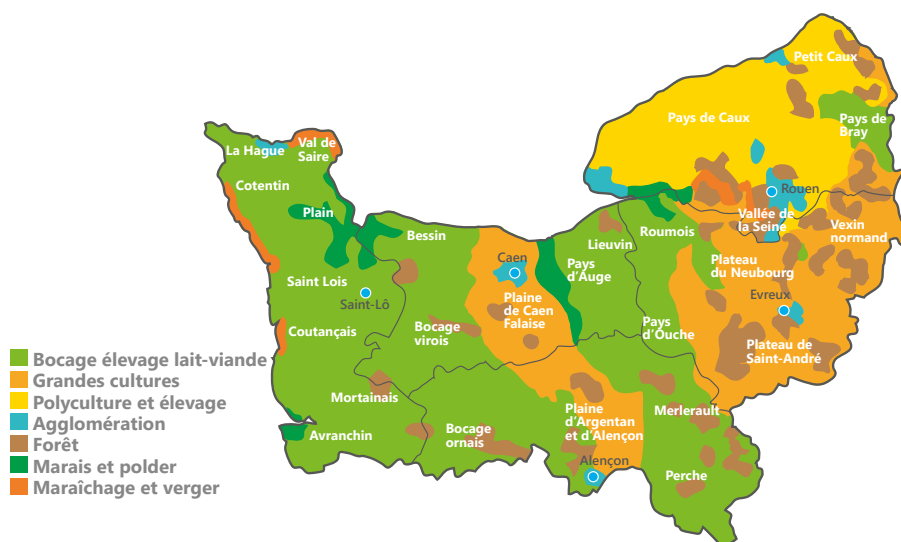 Petit Caux
Pays de Caux
Pays de
Bray
La Hague
Val de
Saire
Cotentin
Rouen
Plain
Vallée de
la Seine
Vexin
normand
Bessin
Roumois
Lieuvin
Caen
Pays
d'Auge
Plateau
du Neubourg
Saint Lois
Saint-Lô
Plaine
de Caen
Falaise
Evreux
Coutançais
Bocage
virois
Pays
d'Ouche
Plateau de
Saint-André
Mortainais
Merlerault
Plaine
d'Argentan
et d'Alençon
Avranchin
Bocage
ornais
Alençon
Perche
Bocage élevage lait-viande
Grandes cultures
Polyculture et élevage
Agglomération
Forêt
Marais et polder
Maraîchage et verger